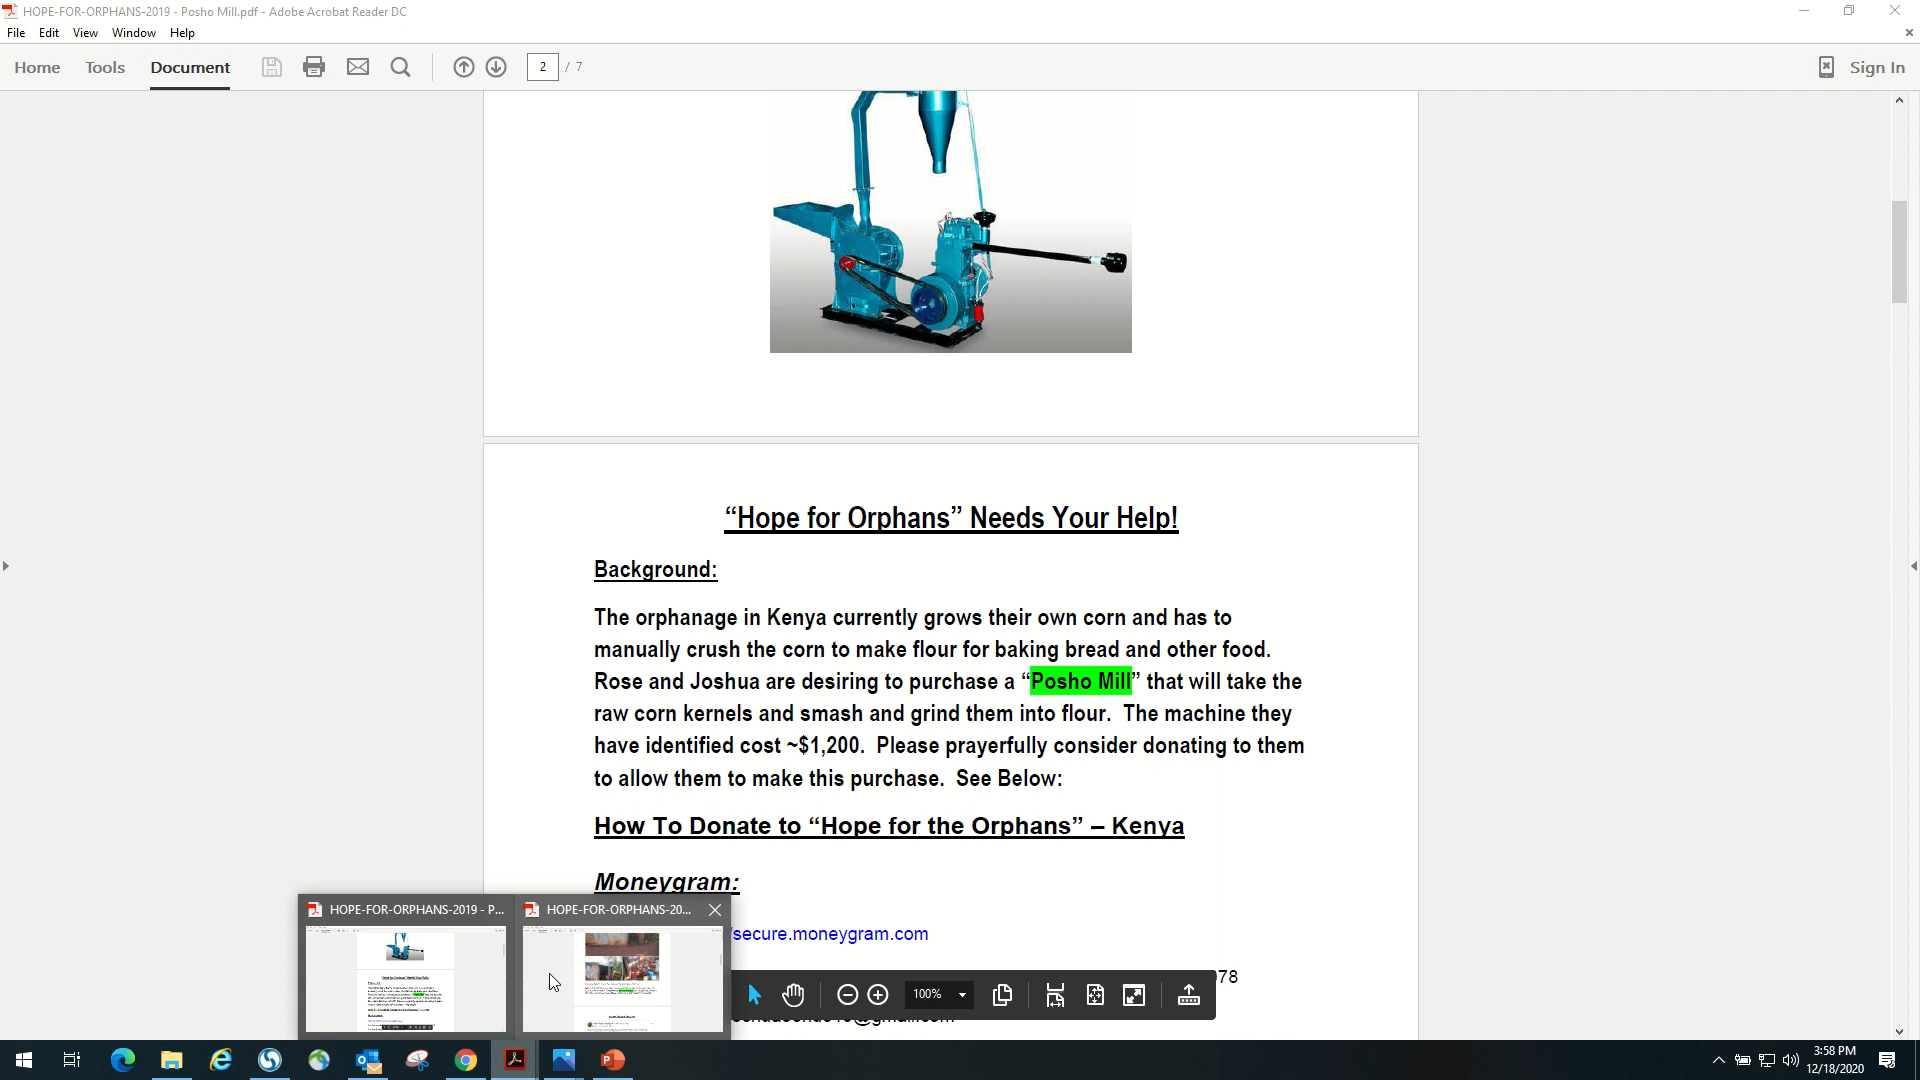 HOPE-FOR-ORPHANS-2019 - Posho Mill.pdf - Adobe Acrobat Reader DC
File Edit View Window Help
Home Tools Document 2 / 7 Sign In
“Hope for Orphans” Needs Your Help!
Background:
The orphanage in Kenya currently grows their own corn and has to
manually crush the corn to make flour for baking bread and other food.
Rose and Joshua are desiring to purchase a “Posho Mill” that will take the
raw corn kernels and smash and grind them into flour.  The machine they
have identified cost ~$1,200.  Please prayerfully consider donating to them
to allow them to make this purchase.  See Below:
How To Donate to “Hope for the Orphans” – Kenya
Moneygram:
HOPE-FOR-ORPHANS-2019 - P... HOPE-FOR-ORPHANS-20...
/secure.moneygram.com
978
100%
3:58 PM
12/18/2020